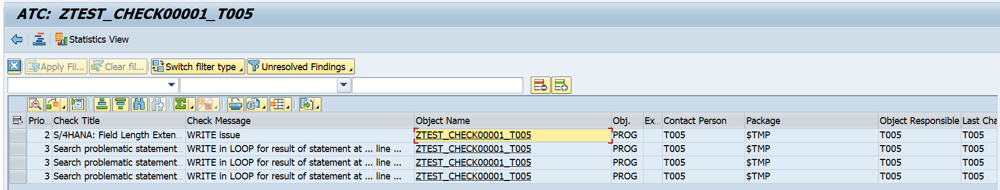 ATC: ZTEST_CHECK00001_T005
Statistics View
Apply Fil... Clear fil... Switch filter type Unresolved Findings
Prio... Check Title Check Message Object Name Obj. Ex... Contact Person Package Object Responsible Last Cha
2 S/4HANA: Field Length Exten... WRITE issue ZTEST_CHECK00001_T005 PROG T005 $TMP T005 T005
3 Search problematic statement... WRITE in LOOP for result of statement at ... line ... ZTEST_CHECK00001_T005 PROG T005 $TMP T005 T005
3 Search problematic statement... WRITE in LOOP for result of statement at ... line ... ZTEST_CHECK00001_T005 PROG T005 $TMP T005 T005
3 Search problematic statement... WRITE in LOOP for result of statement at ... line ... ZTEST_CHECK00001_T005 PROG T005 $TMP T005 T005